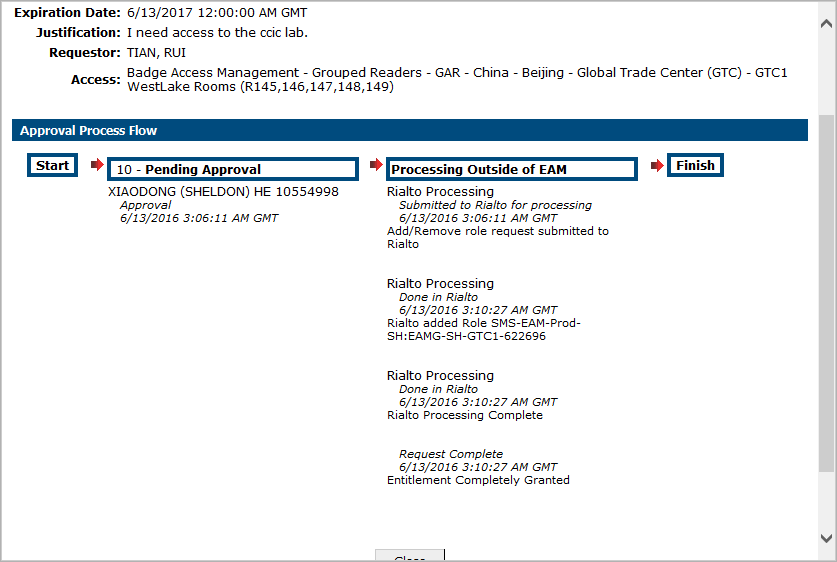 Expiration Date: 6/13/2017 12:00:00 AM GMT
Justification: I need access to the ccic lab.
Requestor: TIAN, RUI
Access: Badge Access Management - Grouped Readers - GAR - China - Beijing - Global Trade Center (GTC) - GTC1
WestLake Rooms (R145,146,147,148,149)
Approval Process Flow
Start
10 - Pending Approval
Processing Outside of EAM
Finish
XIAODONG (SHELDON) HE 10554998
Approval
6/13/2016 3:06:11 AM GMT
Rialto Processing
Submitted to Rialto for processing
6/13/2016 3:06:11 AM GMT
Add/Remove role request submitted to
Rialto
Rialto Processing
Done in Rialto
6/13/2016 3:10:27 AM GMT
Rialto added Role SMS-EAM-Prod-
SH:EAMG-SH-GTC1-622696
Rialto Processing
Done in Rialto
6/13/2016 3:10:27 AM GMT
Rialto Processing Complete
Request Complete
6/13/2016 3:10:27 AM GMT
Entitlement Completely Granted
Close